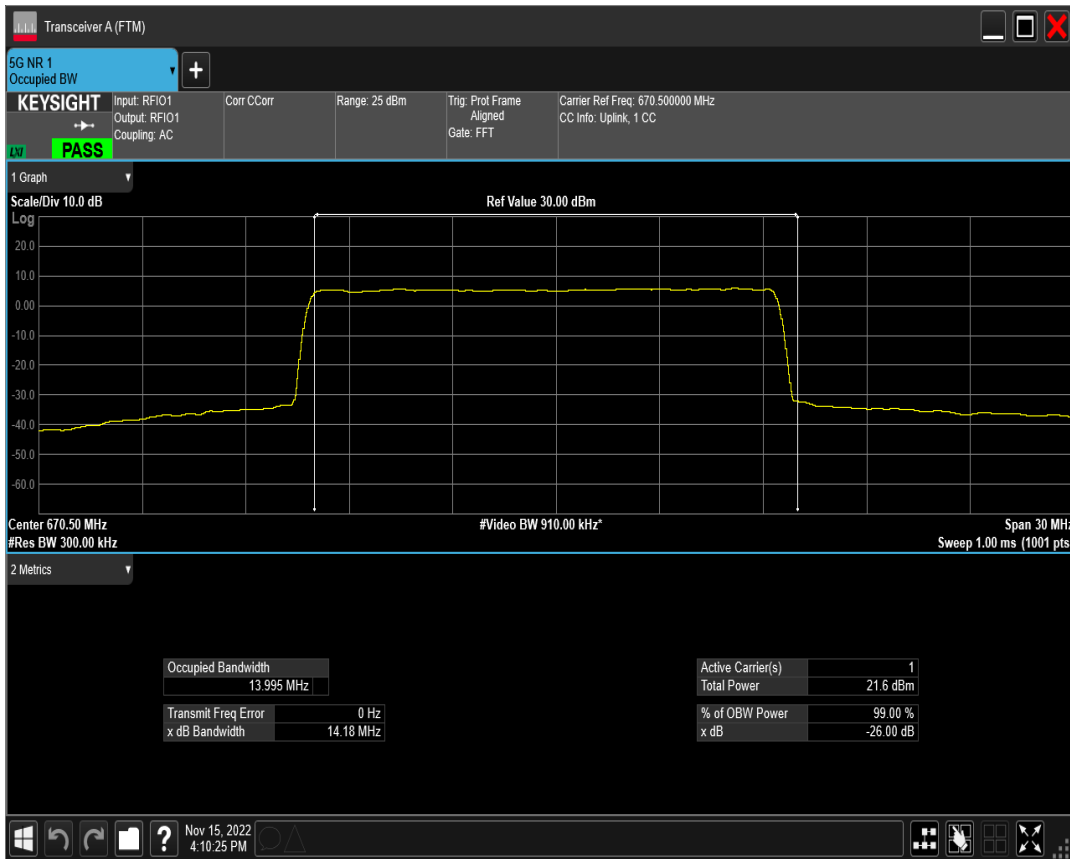 Transceiver A (FTM)
5G NR 1
Occupied BW
+
KEYSIGHT
LXI
PASS
Input: RFIO1
Output: RFIO1
Coupling: AC
Corr CCorr
Range: 25 dBm
Trig: Prot Frame
Aligned
Gate: FFT
Carrier Ref Freq: 670.500000 MHz
CC Info: Uplink, 1 CC
1 Graph
Scale/Div 10.0 dB
Ref Value 30.00 dBm
Log
20.0
10.0
0.00
-10.0
-20.0
-30.0
-40.0
-50.0
-60.0
Center 670.50 MHz
#Video BW 910.00 kHz*
Span 30 MHz
#Res BW 300.00 kHz
Sweep 1.00 ms (1001 pts
2 Metrics
Occupied Bandwidth
13.995 MHz
Transmit Freq Error 0 Hz
x dB Bandwidth 14.18 MHz
Active Carrier(s) 1
Total Power 21.6 dBm
% of OBW Power 99.00 %
x dB -26.00 dB
?
Nov 15, 2022
4:10:25 PM